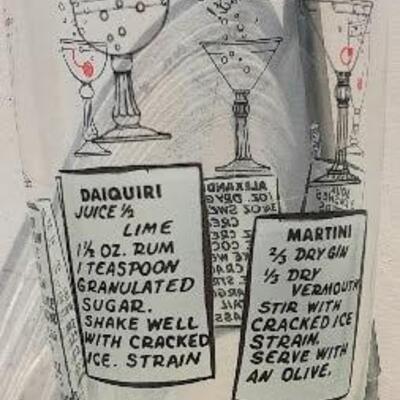 DAIQUIRI
JUICE ½
LIME
1½ OZ. RUM
1 TEASPOON
GRANULATED
SUGAR.
SHAKE WELL
WITH CRACKED
ICE. STRAIN
MARTINI
⅔ DRY GIN
⅓ DRY
VERMOUTH
STIR WITH
CRACKED ICE
STRAIN.
SERVE WITH
AN OLIVE.